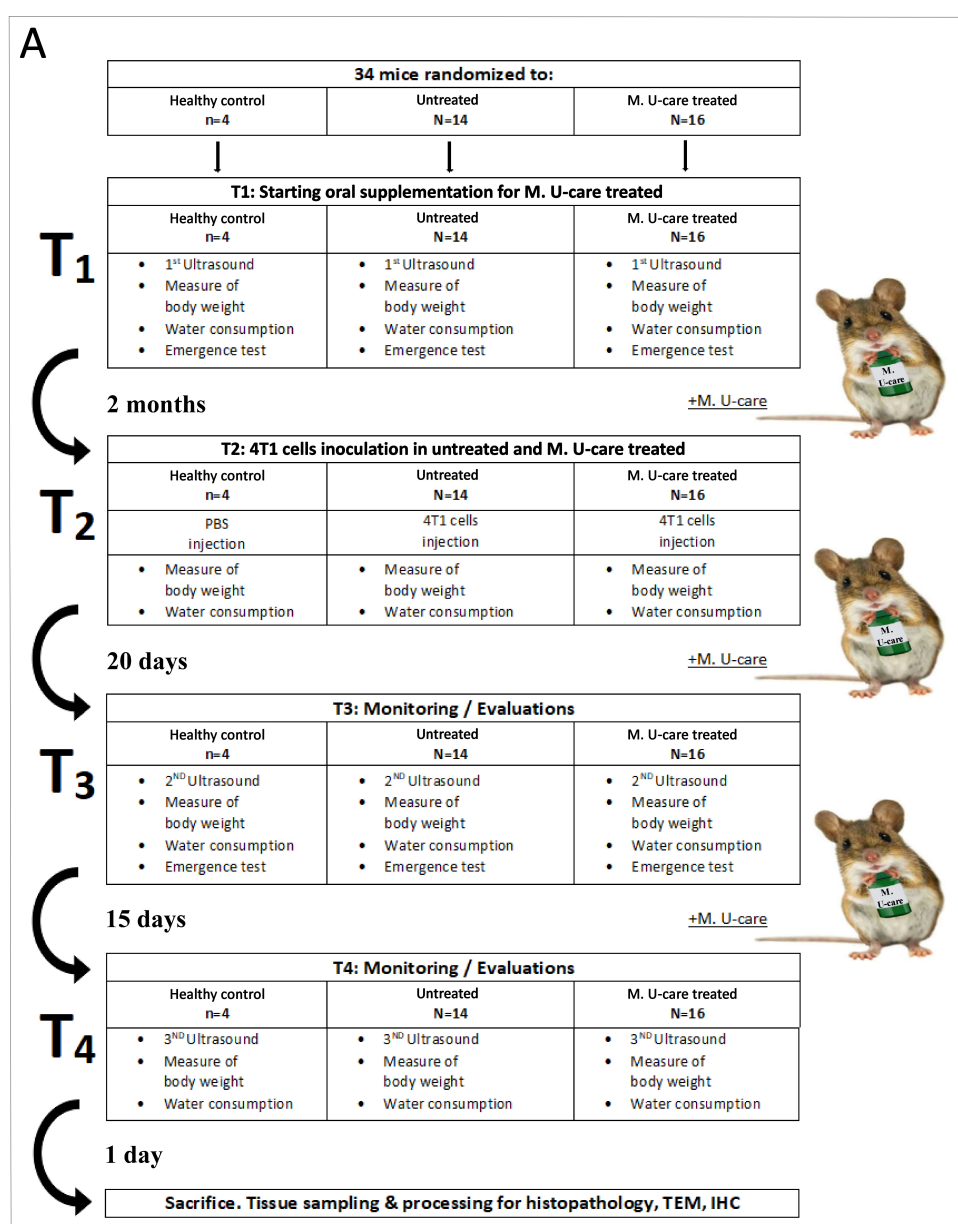 A
34 mice randomized to:
Healthy control Untreated M. U-care treated
n=4 N=14 N=16
T1: Starting oral supplementation for M. U-care treated
Healthy control Untreated M. U-care treated
n=4 N=14 N=16
T1
• 1st Ultrasound • 1st Ultrasound • 1st Ultrasound
• Measure of • Measure of • Measure of
body weight body weight body weight
• Water consumption • Water consumption • Water consumption
• Emergence test • Emergence test • Emergence test
M.
U-care
2 months +M. U-care
T2: 4T1 cells inoculation in untreated and M. U-care treated
Healthy control Untreated M. U-care treated
n=4 N=14 N=16
T2
PBS 4T1 cells 4T1 cells
injection injection injection
• Measure of • Measure of • Measure of
body weight body weight body weight
• Water consumption • Water consumption • Water consumption
M.
U-care
20 days +M. U-care
T3: Monitoring / Evaluations
Healthy control Untreated M. U-care treated
n=4 N=14 N=16
T3
• 2ND Ultrasound • 2ND Ultrasound • 2ND Ultrasound
• Measure of • Measure of • Measure of
body weight body weight body weight
• Water consumption • Water consumption • Water consumption
• Emergence test • Emergence test • Emergence test
M.
U-care
15 days +M. U-care
T4: Monitoring / Evaluations
Healthy control Untreated M. U-care treated
n=4 N=14 N=16
T4
• 3ND Ultrasound • 3ND Ultrasound • 3ND Ultrasound
• Measure of • Measure of • Measure of
body weight body weight body weight
• Water consumption • Water consumption • Water consumption
1 day
Sacrifice. Tissue sampling & processing for histopathology, TEM, IHC